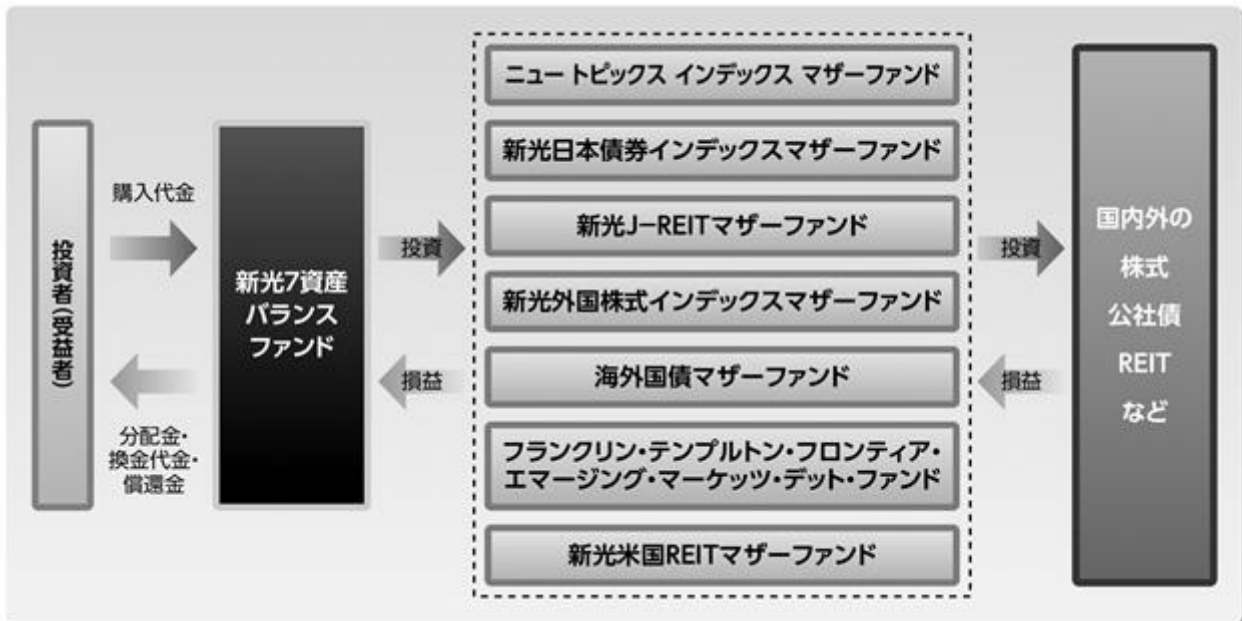 投資者(受益者)
購入代金
分配金・
換金代金・
償還金
新光7資産
バランス
ファンド
投資
損益
ニュー トピックス インデックス マザーファンド
新光日本債券インデックスマザーファンド
新光J-REITマザーファンド
新光外国株式インデックスマザーファンド
海外国債マザーファンド
フランクリン・テンプルトン・フロンティア・
エマージング・マーケッツ・デット・ファンド
新光米国REITマザーファンド
投資
損益
国内外の
株式
公社債
REIT
など